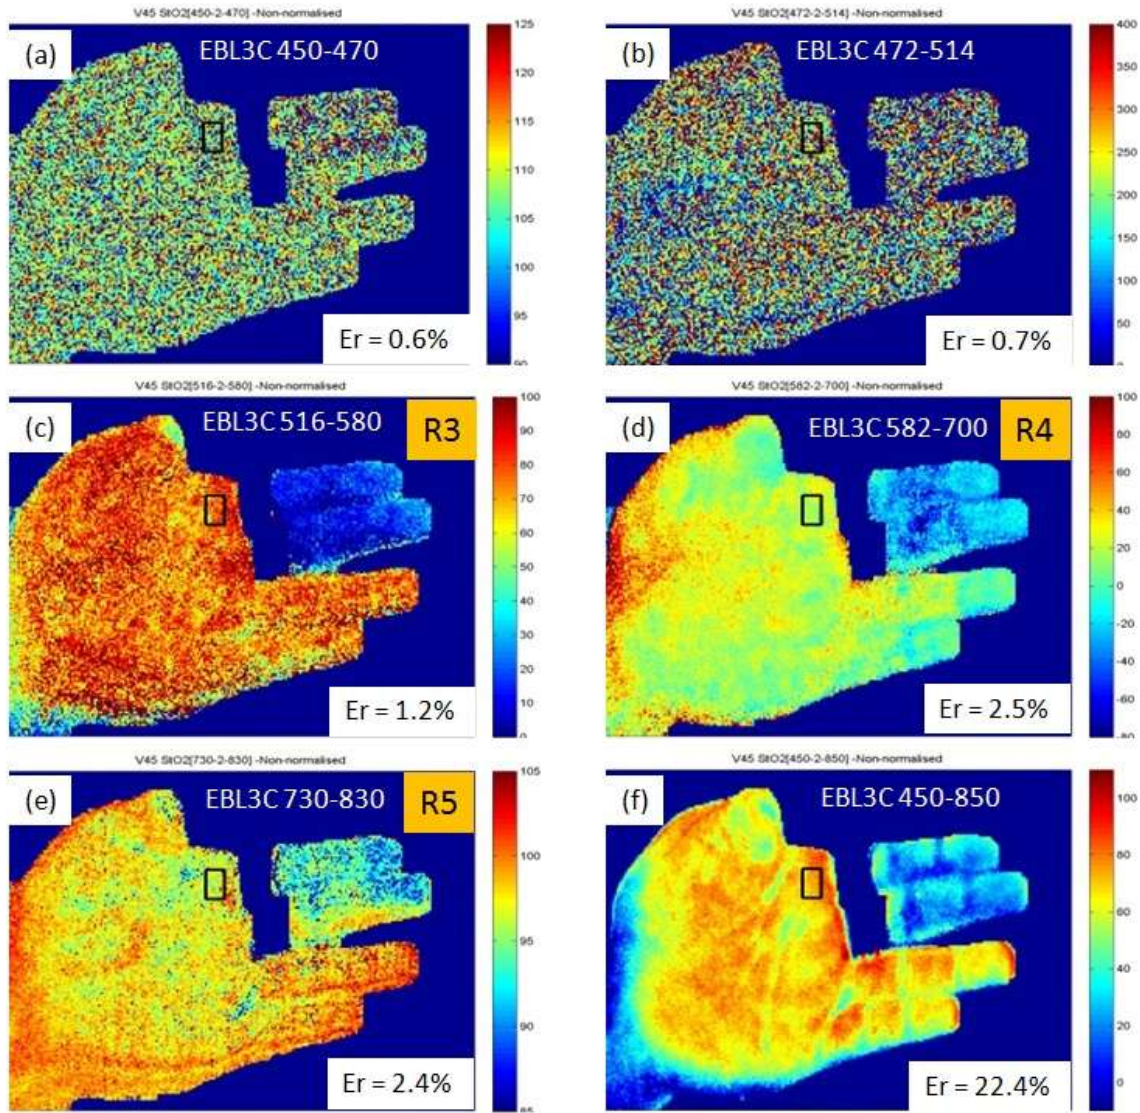 V45 StO2[450-2-470] -Non-normalised
(a)
EBL3C 450-470
125
120
115
110
105
100
95
90
Er = 0.6%
V45 StO2[472-2-514] -Non-normalised
(b)
EBL3C 472-514
400
350
300
250
200
150
100
50
0
Er = 0.7%
V45 StO2[516-2-580] -Non-normalised
(c)
EBL3C 516-580
R3
100
90
80
70
60
50
40
30
20
10
0
Er = 1.2%
V45 StO2[582-2-700] -Non-normalised
(d)
EBL3C 582-700
R4
100
80
60
40
20
0
-20
-40
-60
-80
Er = 2.5%
V45 StO2[730-2-830] -Non-normalised
(e)
EBL3C 730-830
R5
105
100
95
90
85
Er = 2.4%
V45 StO2[450-2-850] -Non-normalised
(f)
EBL3C 450-850
100
80
60
40
20
0
Er = 22.4%